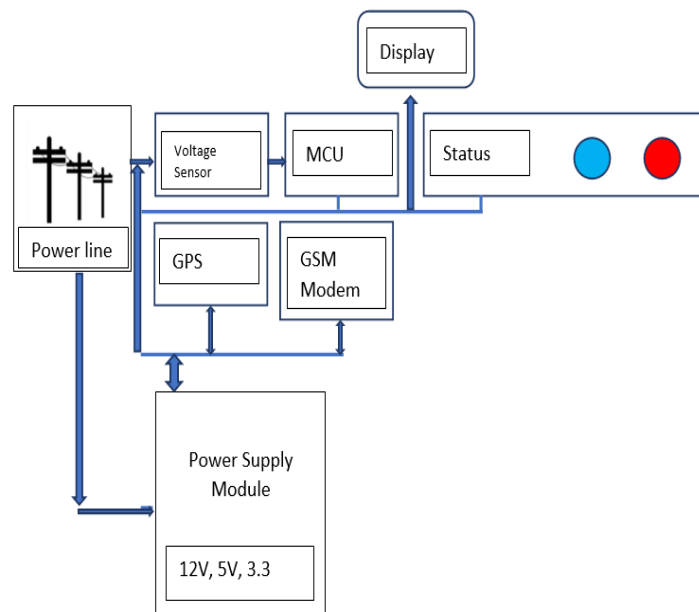 Display
Voltage
Sensor
MCU
Status
Power line
GPS
GSM
Modem
Power Supply
Module
12V, 5V, 3.3